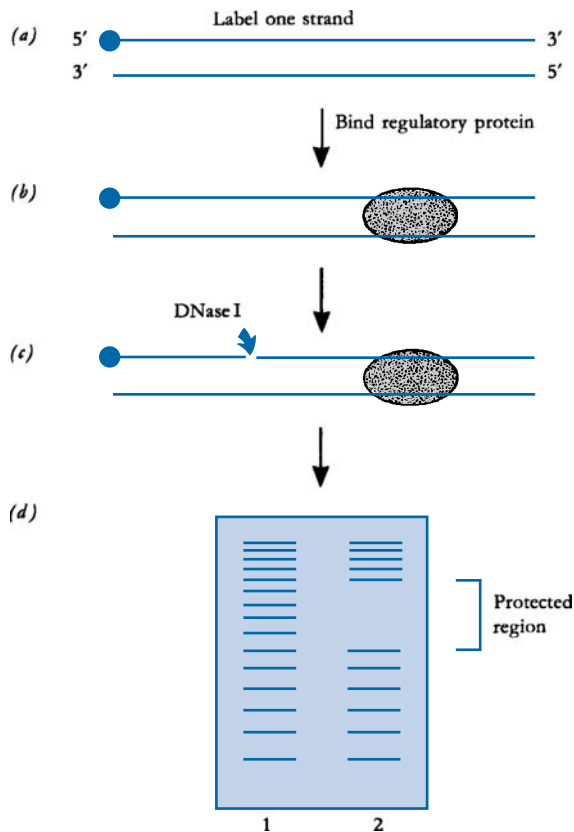 Label one strand
(a) 5′ 3′
3′ 5′
Bind regulatory protein
(b)
DNase I
(c)
(d)
Protected
region
1 2